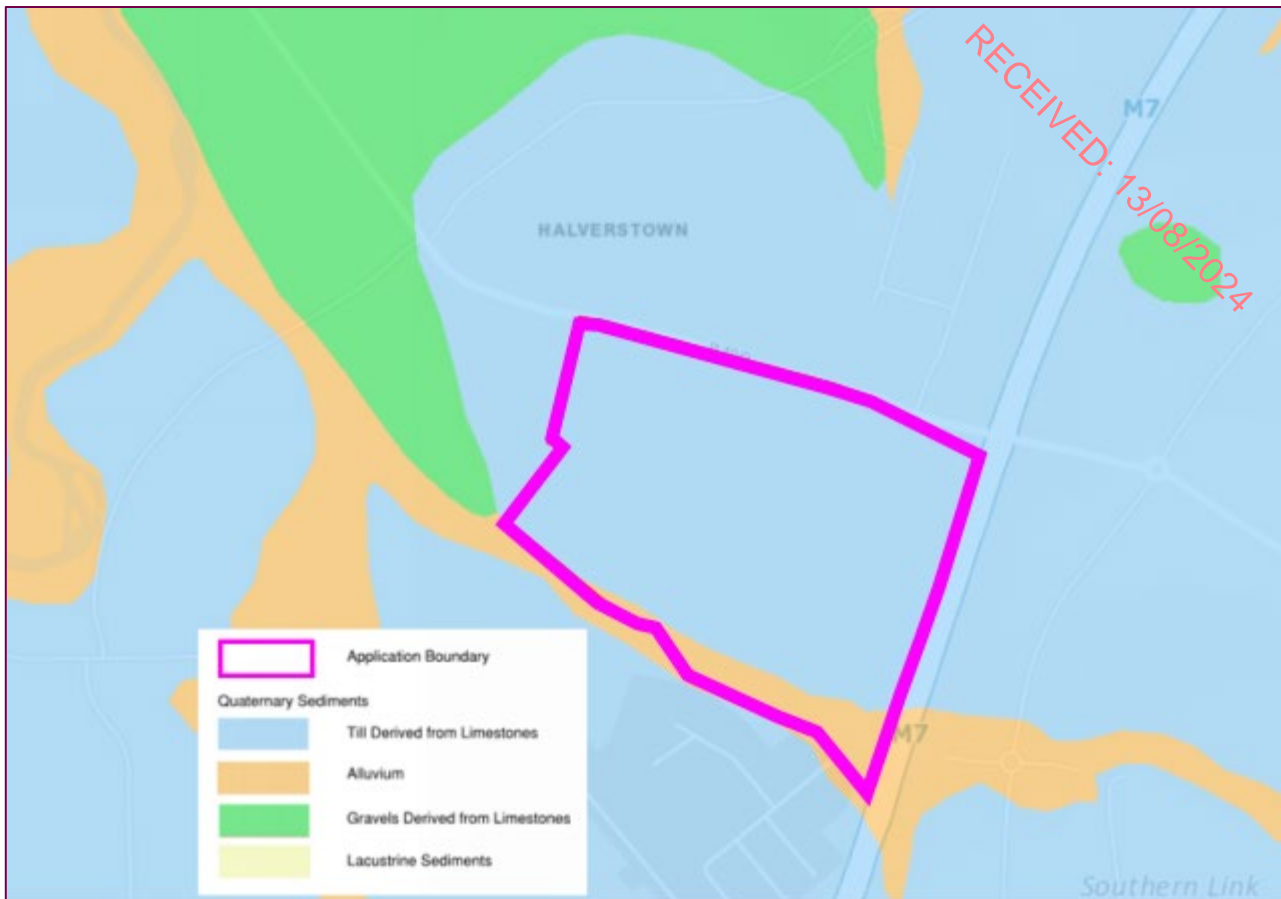 RECEIVED: 13/08/2024
M7
HALVERSTOWN
M7
Application Boundary
Quaternary Sediments
Till Derived from Limestones
Alluvium
Gravels Derived from Limestones
Lacustrine Sediments
Southern Link